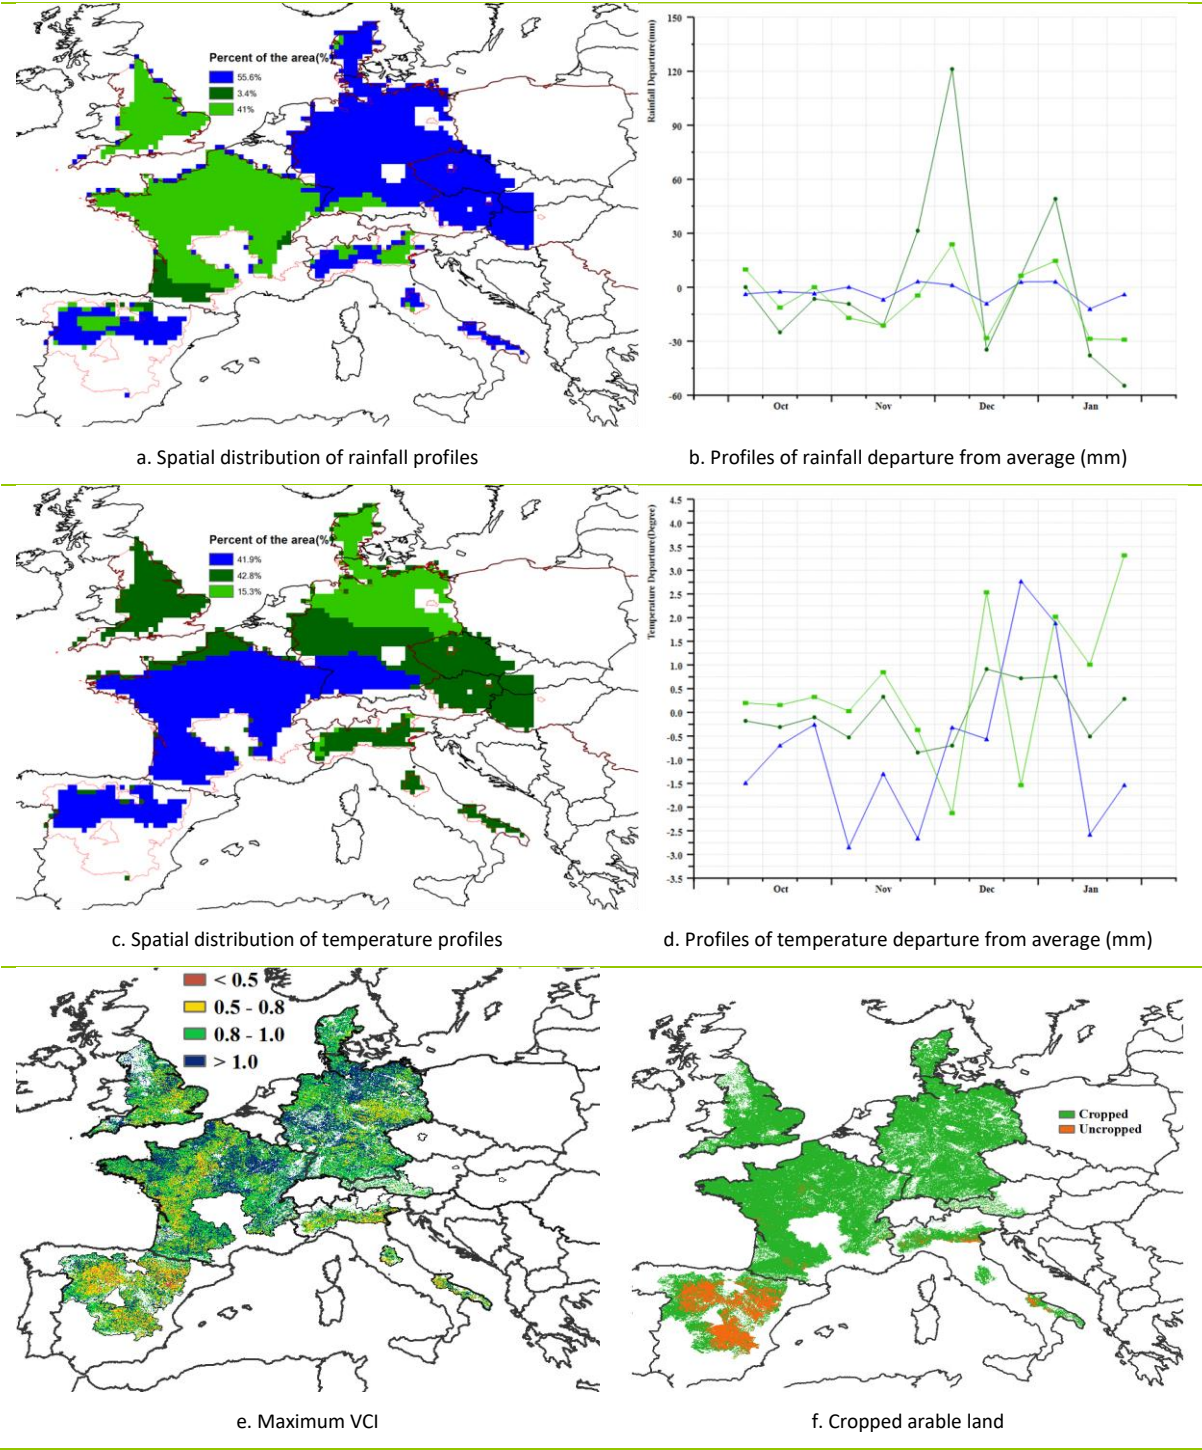 Percent of the area(%)
55.6%
3.4%
41%
Rainfall Departure(mm)
150
120
90
60
30
0
-30
-60
Oct
Nov
Dec
Jan
a. Spatial distribution of rainfall profiles
b. Profiles of rainfall departure from average (mm)
Percent of the area(%)
41.9%
42.8%
15.3%
Temperature Departure(Degree)
4.5
4.0
3.5
3.0
2.5
2.0
1.5
1.0
0.5
0.0
-0.5
-1.0
-1.5
-2.0
-2.5
-3.0
-3.5
Oct
Nov
Dec
Jan
c. Spatial distribution of temperature profiles
d. Profiles of temperature departure from average (mm)
< 0.5
0.5 - 0.8
0.8 - 1.0
> 1.0
Cropped
Uncropped
e. Maximum VCI
f. Cropped arable land